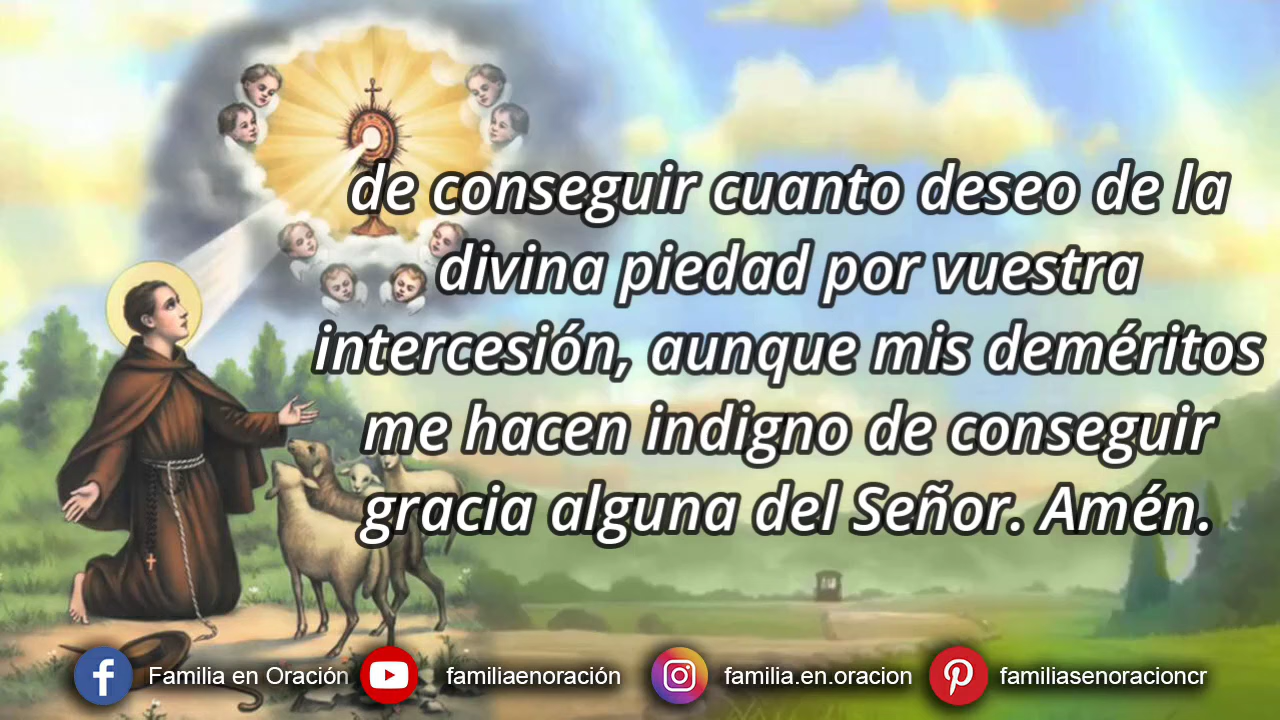 de conseguir cuanto deseo de la
divina piedad por vuestra
intercesión, aunque mis deméritos
me hacen indigno de conseguir
gracia alguna del Señor. Amén.
Familia en Oración
familiaenoración
familia.en.oracion
familiasenoracioncr